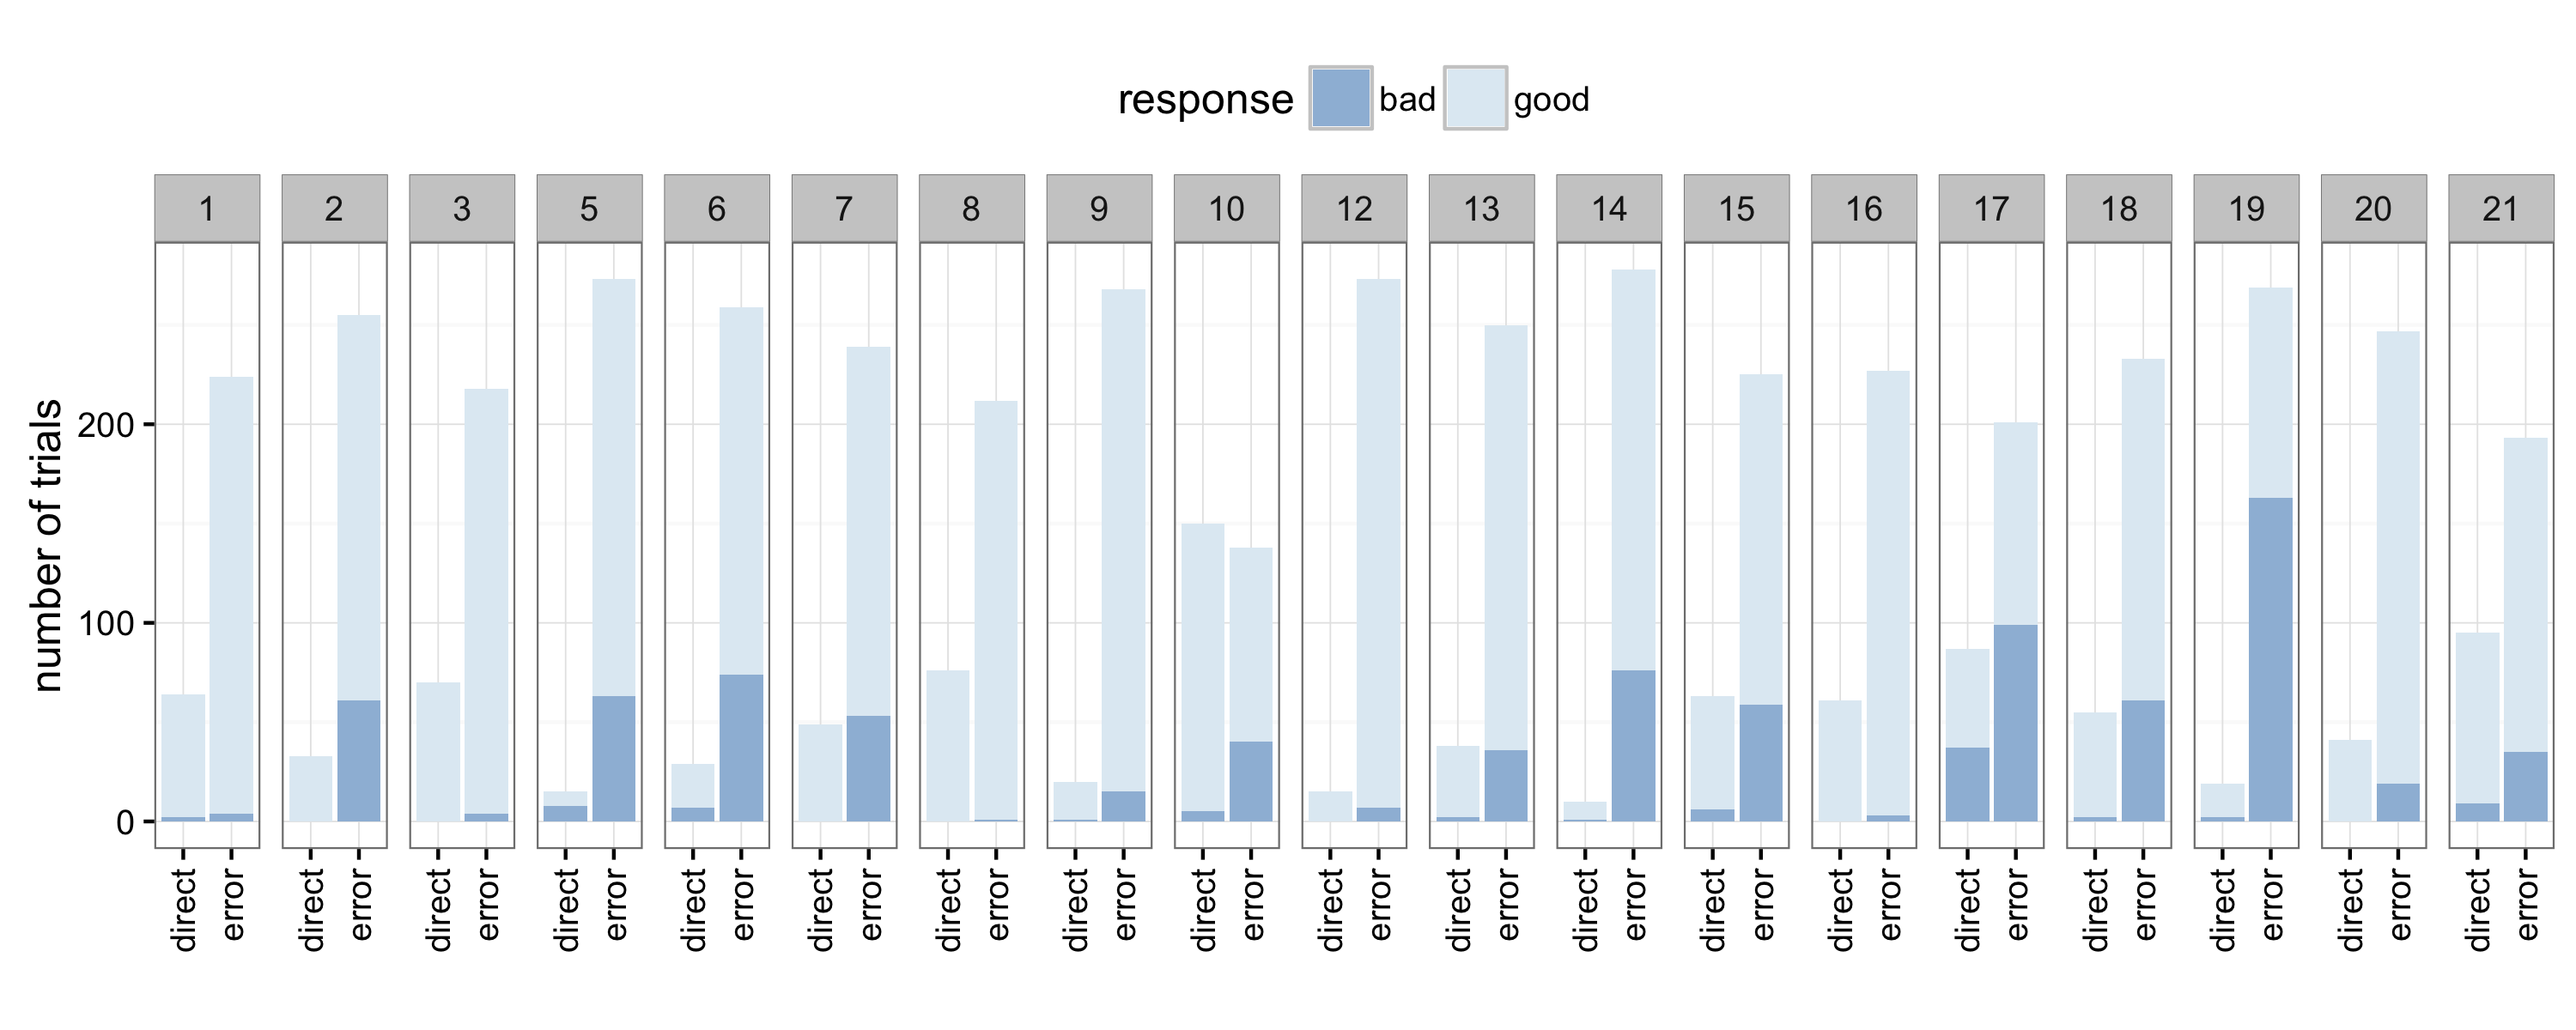 response bad good
1 2 3 5 6 7 8 9 10 12 13 14 15 16 17 18 19 20 21
number of trials
200
100
0
direct error direct error direct error direct error direct error direct error direct error direct error direct error direct error direct error direct error direct error direct error direct error direct error direct error direct error direct error